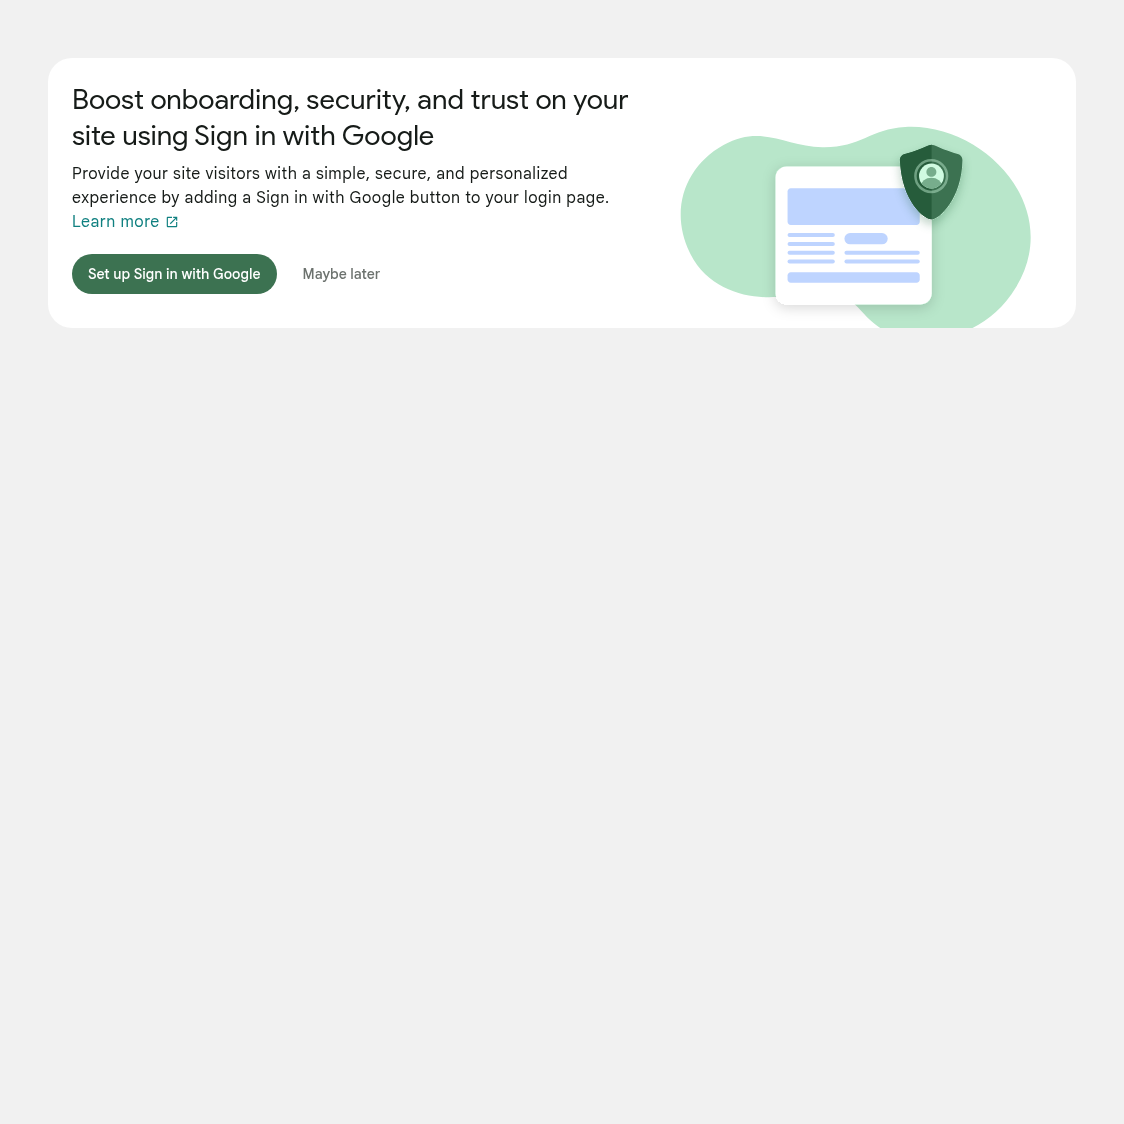 Boost onboarding, security, and trust on your
site using Sign in with Google
Provide your site visitors with a simple, secure, and personalized
experience by adding a Sign in with Google button to your login page.
Learn more
Set up Sign in with Google
Maybe later